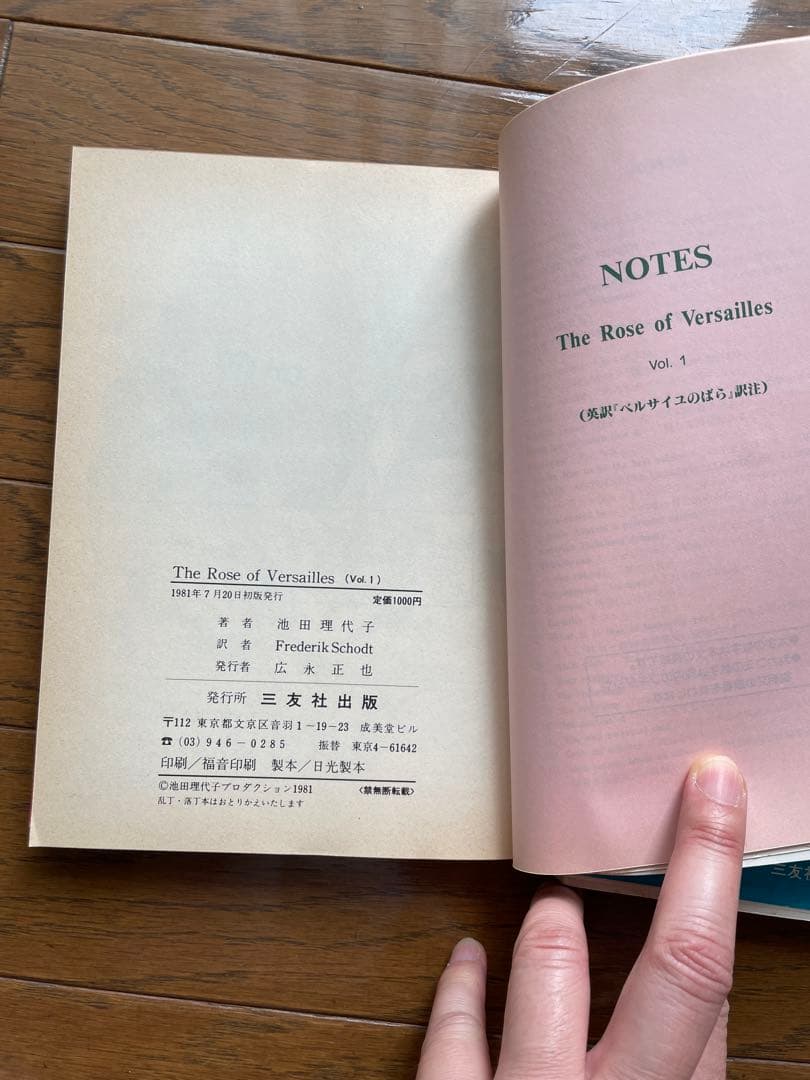 The Rose of Versailles (Vol. 1)
1981年7月20日初版発行 定価1000円
著者 池田理代子
訳者 Frederik Schodt
発行者 広永正也
発行所 三友社出版
〒112 東京都文京区音羽1-19-23 成美堂ビル
☎(03)946-0285 振替 東京4-61642
印刷/福音印刷 製本/日光製本
©池田理代子プロダクション1981 〈禁無断転載〉
乱丁・落丁本はおとりかえいたします
NOTES
The Rose of Versailles
Vol. 1
(英訳『ベルサイユのばら』訳注)
三友社